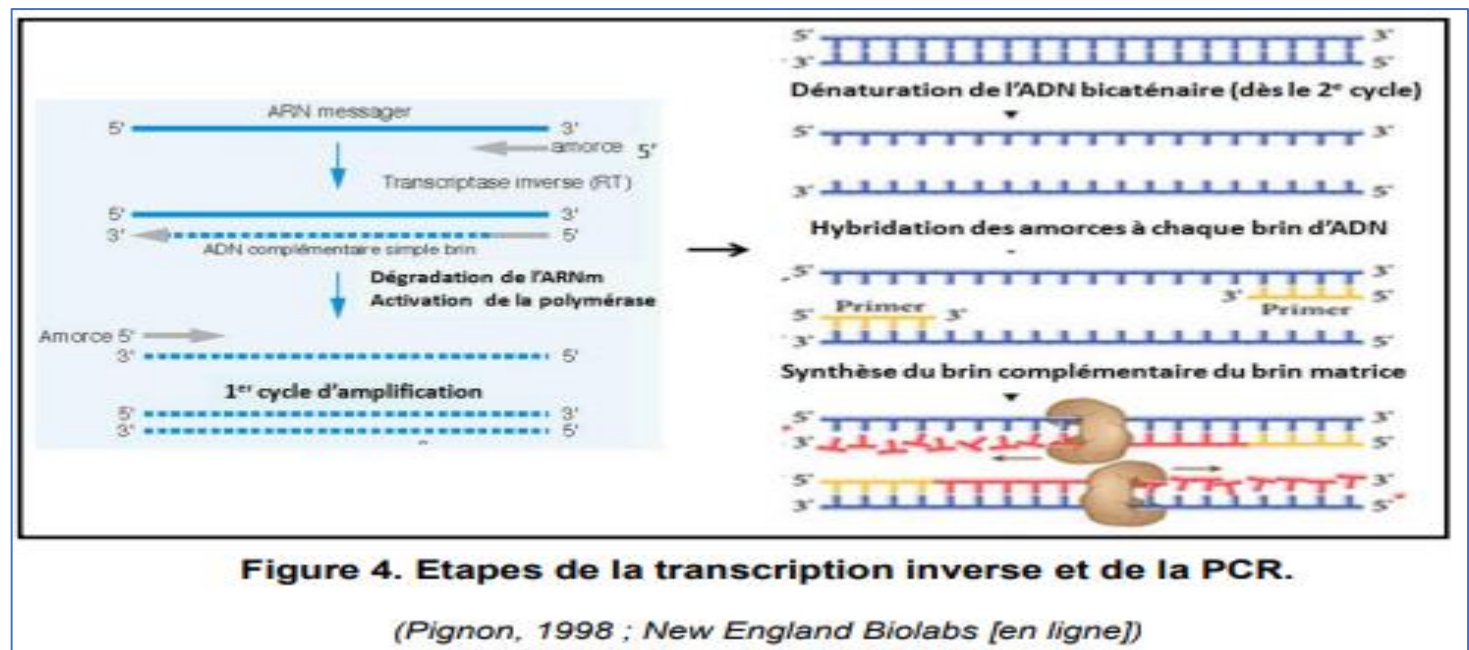 ARN messager
5' 3'
amorce 5'
Transcriptase inverse (RT)
5' 3'
3' 5'
ADN complémentaire simple brin
Dégradation de l'ARNm
Activation de la polymérase
Amorce 5'
3' 5'
1er cycle d'amplification
5' 3'
3' 5'
5' 3'
3' 5'
Dénaturation de l'ADN bicaténaire (dès le 2e cycle)
5' 3'
3' 5'
Hybridation des amorces à chaque brin d'ADN
5' 3'
3' 5'
Primer
5' Primer 3'
3' 5'
Synthèse du brin complémentaire du brin matrice
5' 3'
3' 5'
5' 3'
3' 5'
Figure 4. Etapes de la transcription inverse et de la PCR.
(Pignon, 1998 ; New England Biolabs [en ligne])